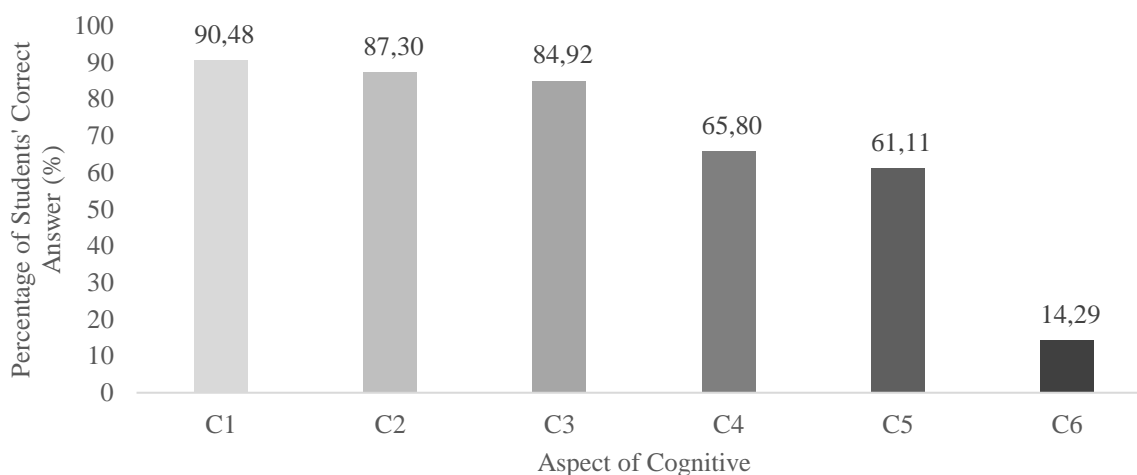 Percentage of Students' Correct
Answer (%)
100
90
80
70
60
50
40
30
20
10
0
90,48
87,30
84,92
65,80
61,11
14,29
C1
C2
C3
C4
C5
C6
Aspect of Cognitive